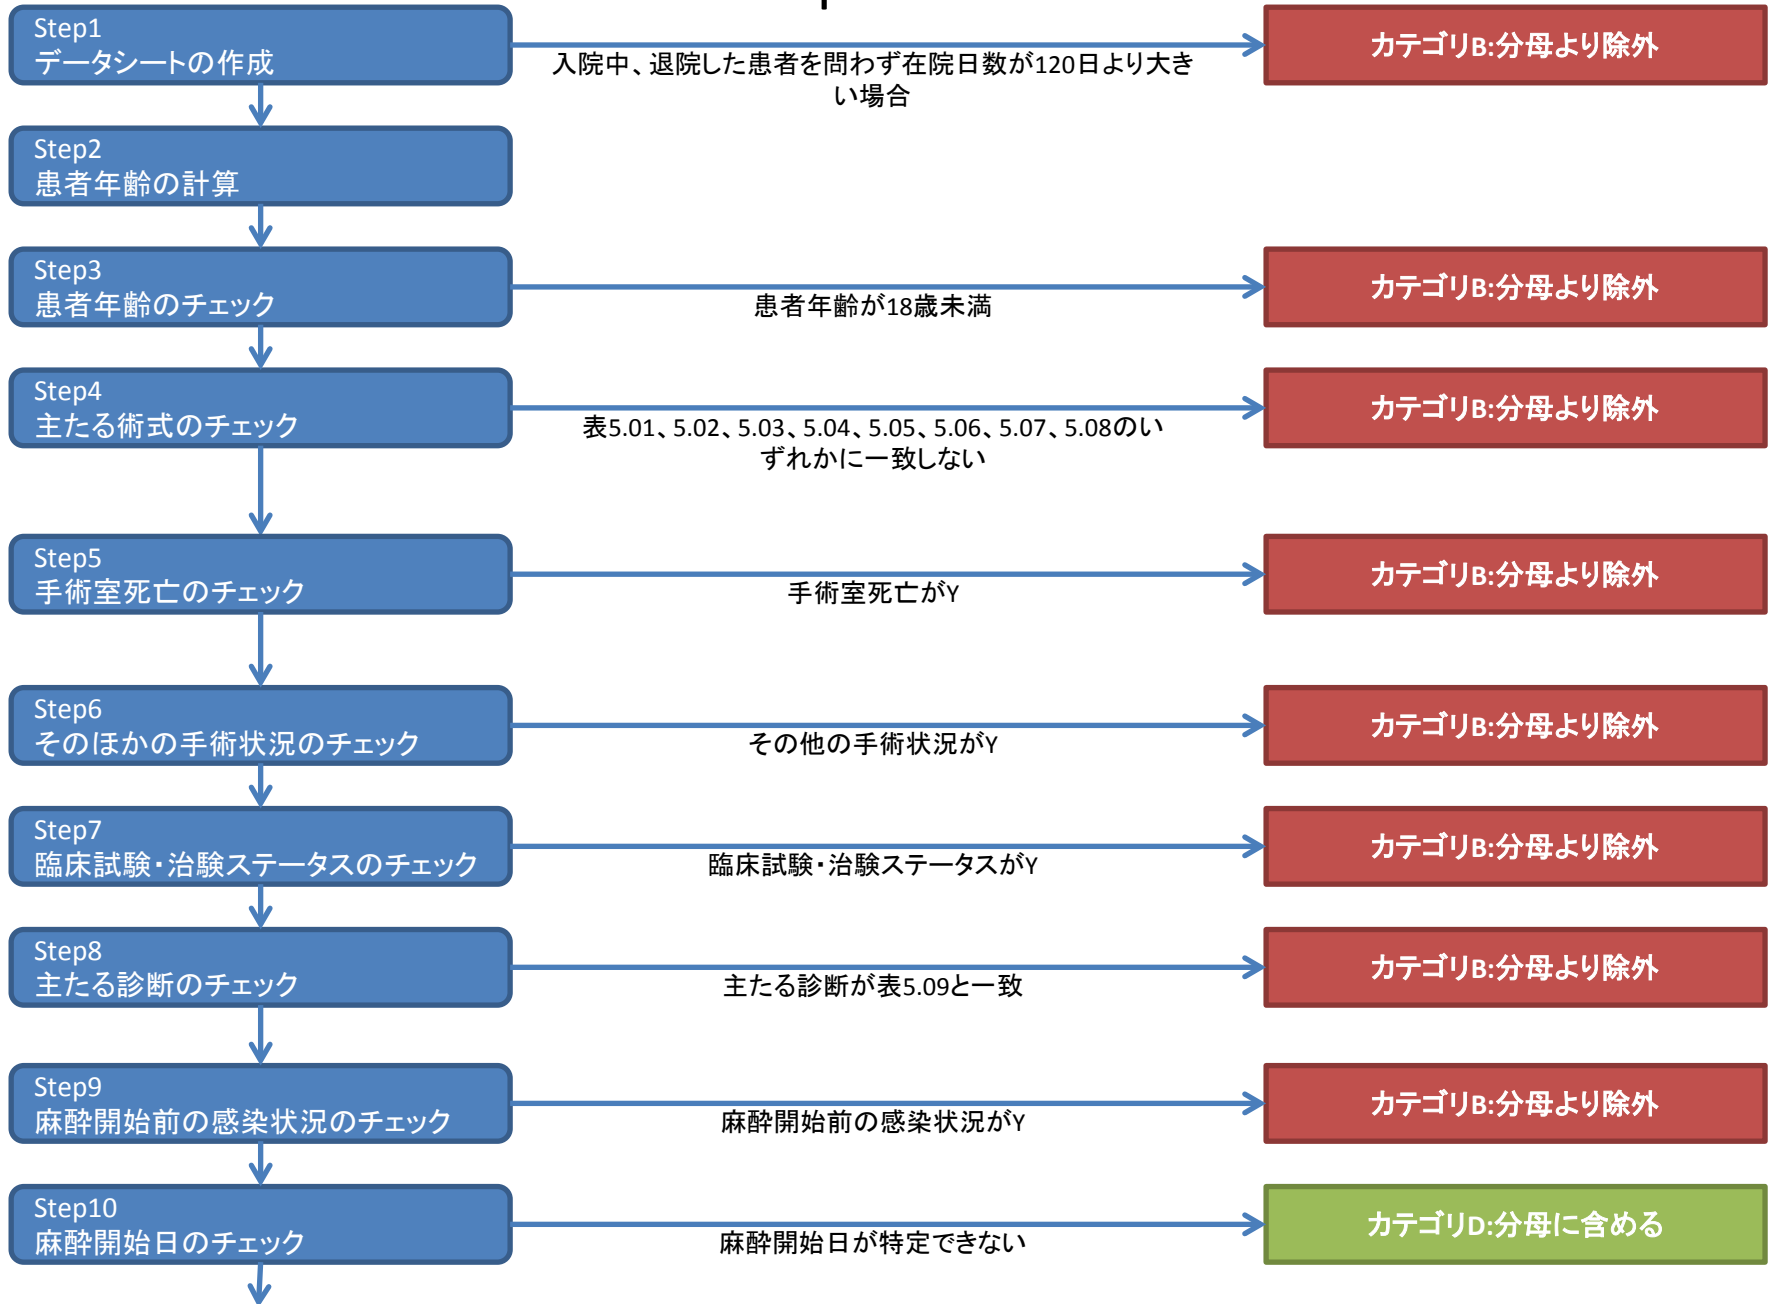 Step1
データシートの作成
入院中、退院した患者を問わず在院日数が120日より大き
い場合
カテゴリB:分母より除外
Step2
患者年齢の計算
Step3
患者年齢のチェック
患者年齢が18歳未満
カテゴリB:分母より除外
Step4
主たる術式のチェック
表5.01、5.02、5.03、5.04、5.05、5.06、5.07、5.08のい
ずれかに一致しない
カテゴリB:分母より除外
Step5
手術室死亡のチェック
手術室死亡がY
カテゴリB:分母より除外
Step6
そのほかの手術状況のチェック
その他の手術状況がY
カテゴリB:分母より除外
Step7
臨床試験・治験ステータスのチェック
臨床試験・治験ステータスがY
カテゴリB:分母より除外
Step8
主たる診断のチェック
主たる診断が表5.09と一致
カテゴリB:分母より除外
Step9
麻酔開始前の感染状況のチェック
麻酔開始前の感染状況がY
カテゴリB:分母より除外
Step10
麻酔開始日のチェック
麻酔開始日が特定できない
カテゴリD:分母に含める